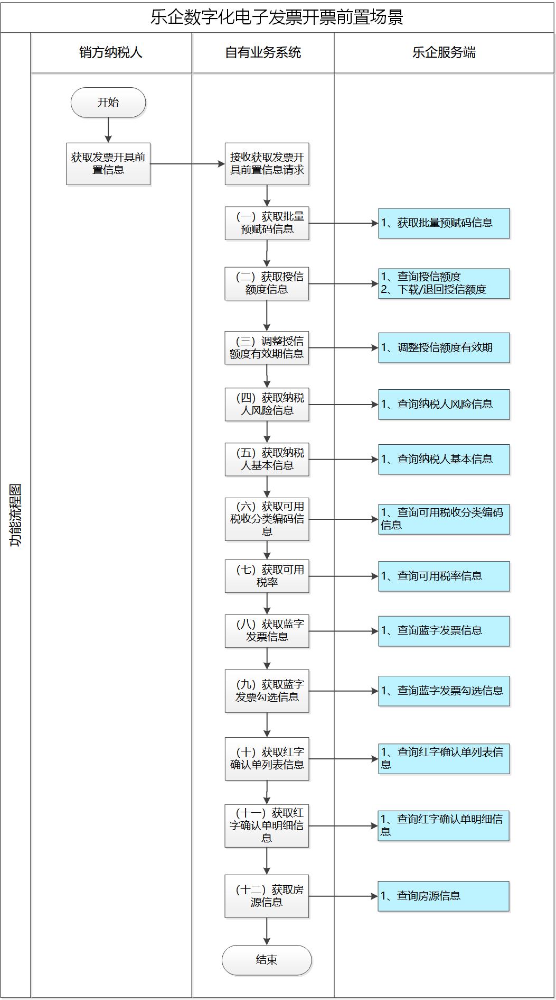 乐企数字化电子发票开票前置场景
销方纳税人
自有业务系统
乐企服务端
功能流程图
开始
获取发票开具前
置信息
接收获取发票开
具前置信息请求
（一）获取批量
预赋码信息
1、获取批量预赋码信息
（二）获取授信
额度信息
1、查询授信额度
2、下载/退回授信额度
（三）调整授信
额度有效期信息
1、调整授信额度有效期
（四）获取纳税
人风险信息
1、查询纳税人风险信息
（五）获取纳税
人基本信息
1、查询纳税人基本信息
（六）获取可用
税收分类编码信
息
1、查询可用税收分类编码
信息
（七）获取可用
税率
1、查询可用税率信息
（八）获取蓝字
发票信息
1、查询蓝字发票信息
（九）获取蓝字
发票勾选信息
1、查询蓝字发票勾选信息
（十）获取红字
确认单列表信息
1、查询红字确认单列表信
息
（十一）获取红
字确认单明细信
息
1、查询红字确认单明细信
息
（十二）获取房
源信息
1、查询房源信息
结束